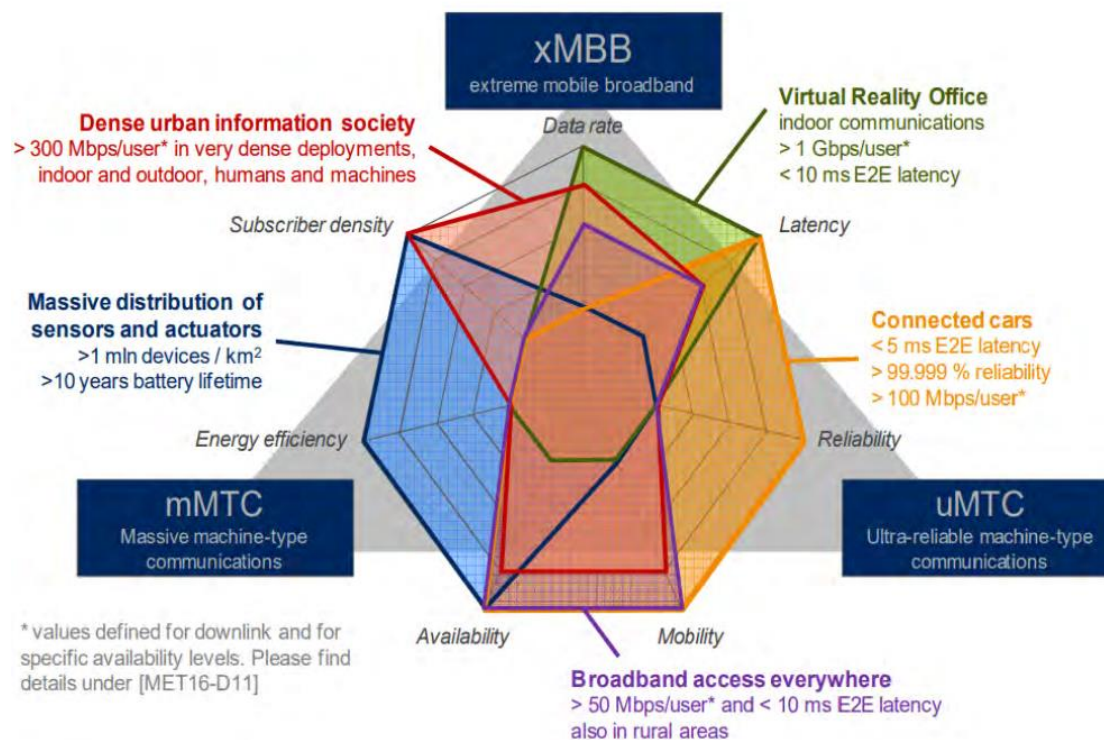 xMBB
extreme mobile broadband
Dense urban information society
> 300 Mbps/user* in very dense deployments,
indoor and outdoor, humans and machines
Virtual Reality Office
indoor communications
> 1 Gbps/user*
< 10 ms E2E latency
Data rate
Subscriber density
Latency
Massive distribution of
sensors and actuators
>1 mln devices / km²
>10 years battery lifetime
Connected cars
< 5 ms E2E latency
> 99.999 % reliability
> 100 Mbps/user*
Energy efficiency
Reliability
mMTC
Massive machine-type
communications
uMTC
Ultra-reliable machine-type
communications
Availability
Mobility
* values defined for downlink and for
specific availability levels. Please find
details under [MET16-D11]
Broadband access everywhere
> 50 Mbps/user* and < 10 ms E2E latency
also in rural areas